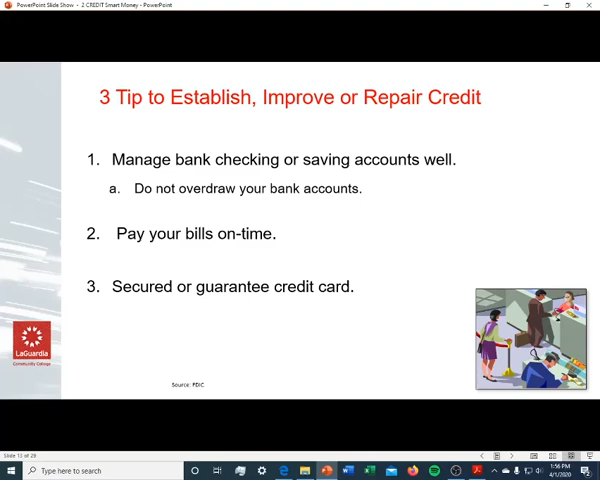 PowerPoint Slide Show - 2 CREDIT Smart Money - PowerPoint
3 Tip to Establish, Improve or Repair Credit
1. Manage bank checking or saving accounts well.
a. Do not overdraw your bank accounts.
2. Pay your bills on-time.
3. Secured or guarantee credit card.
LaGuardia
Community College
Source: FDIC
Slide 13 of 29
Type here to search
1:56 PM
4/1/2020